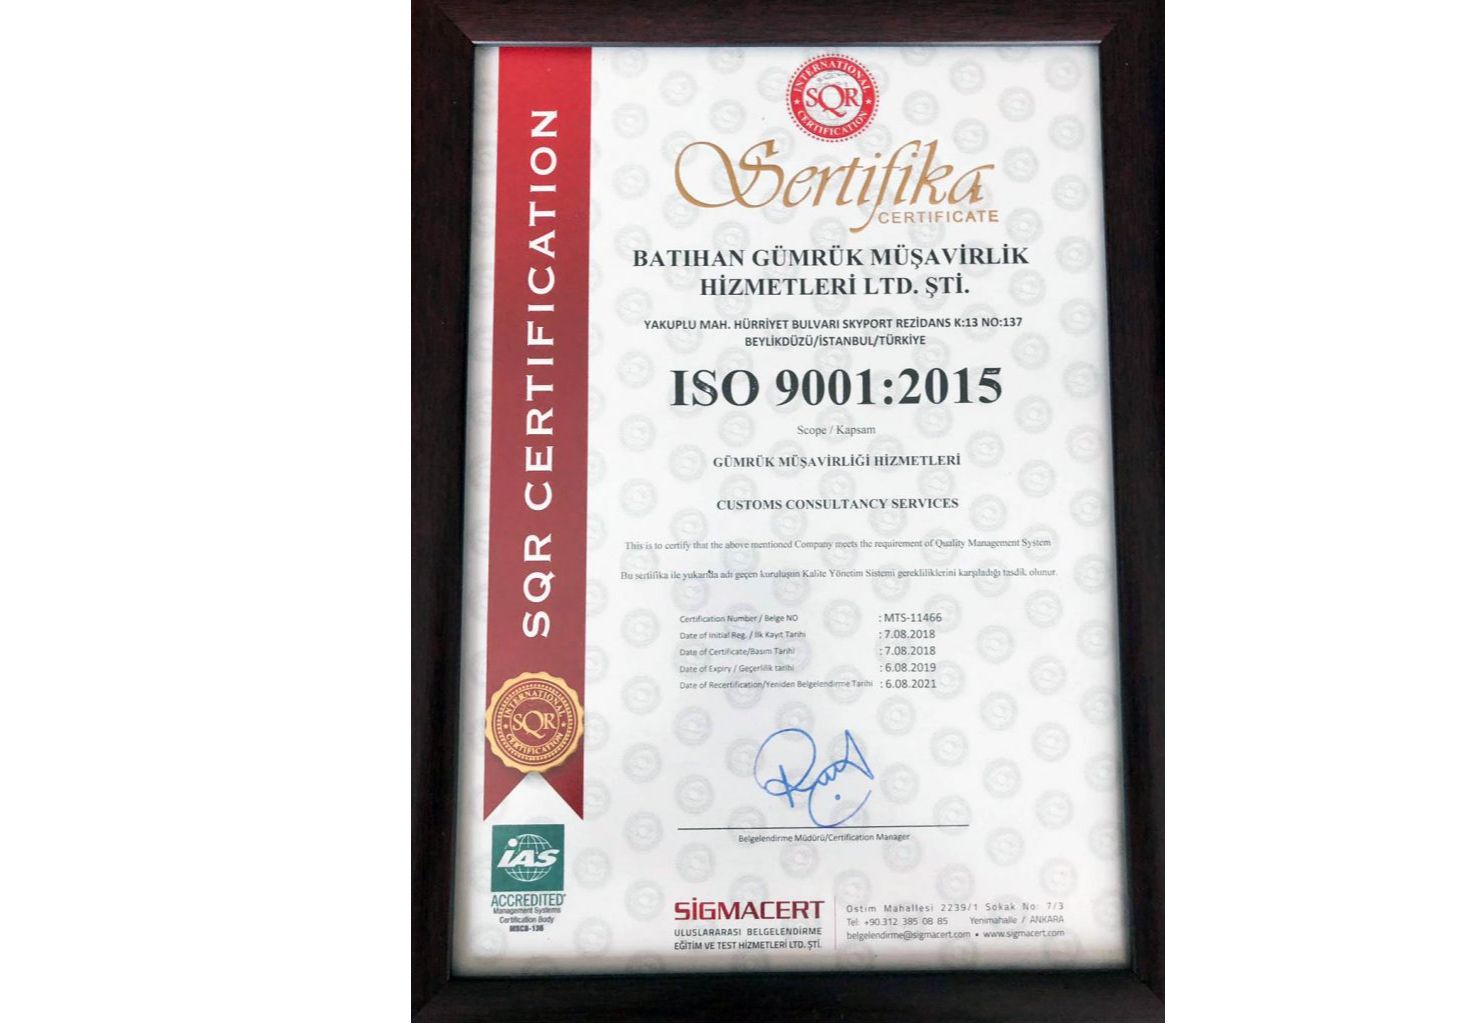 SQR CERTIFICATION
INTERNATIONAL
SQR
CERTIFICATION
Sertifika
CERTIFICATE
BATIHAN GÜMRÜK MÜŞAVİRLİK
HİZMETLERİ LTD. ŞTİ.
YAKUPLU MAH. HÜRRİYET BULVARI SKYPORT REZİDANS K:13 NO:137
BEYLİKDÜZÜ/İSTANBUL/TÜRKİYE
ISO 9001:2015
Scope / Kapsam
GÜMRÜK MÜŞAVİRLİĞİ HİZMETLERİ
CUSTOMS CONSULTANCY SERVICES
This is to certify that the above mentioned Company meets the requirement of Quality Management System
Bu sertifika ile yukarıda adı geçen kuruluşun Kalite Yönetim Sistemi gerekliliklerini karşıladığı tasdik olunur.
Certification Number / Belge NO : MTS-11466
Date of Initial Reg. / İlk Kayıt Tarihi : 7.08.2018
Date of Certificate/Basım Tarihi : 7.08.2018
Date of Expiry / Geçerlilik tarihi : 6.08.2019
Date of Recertification/Yeniden Belgelendirme Tarihi : 6.08.2021
INTERNATIONAL
SQR
CERTIFICATION
Belgelendirme Müdürü/Certification Manager
IAS
ACCREDITED
Management Systems
Certification Body
MSCB-136
SİGMACERT
ULUSLARARASI BELGELENDİRME
EĞİTİM VE TEST HİZMETLERİ LTD. ŞTİ.
Ostim Mahallesi 2239/1 Sokak No: 7/3
Tel: +90.312 385 08 85 Yenimahalle / ANKARA
belgelendirme@sigmacert.com • www.sigmacert.com